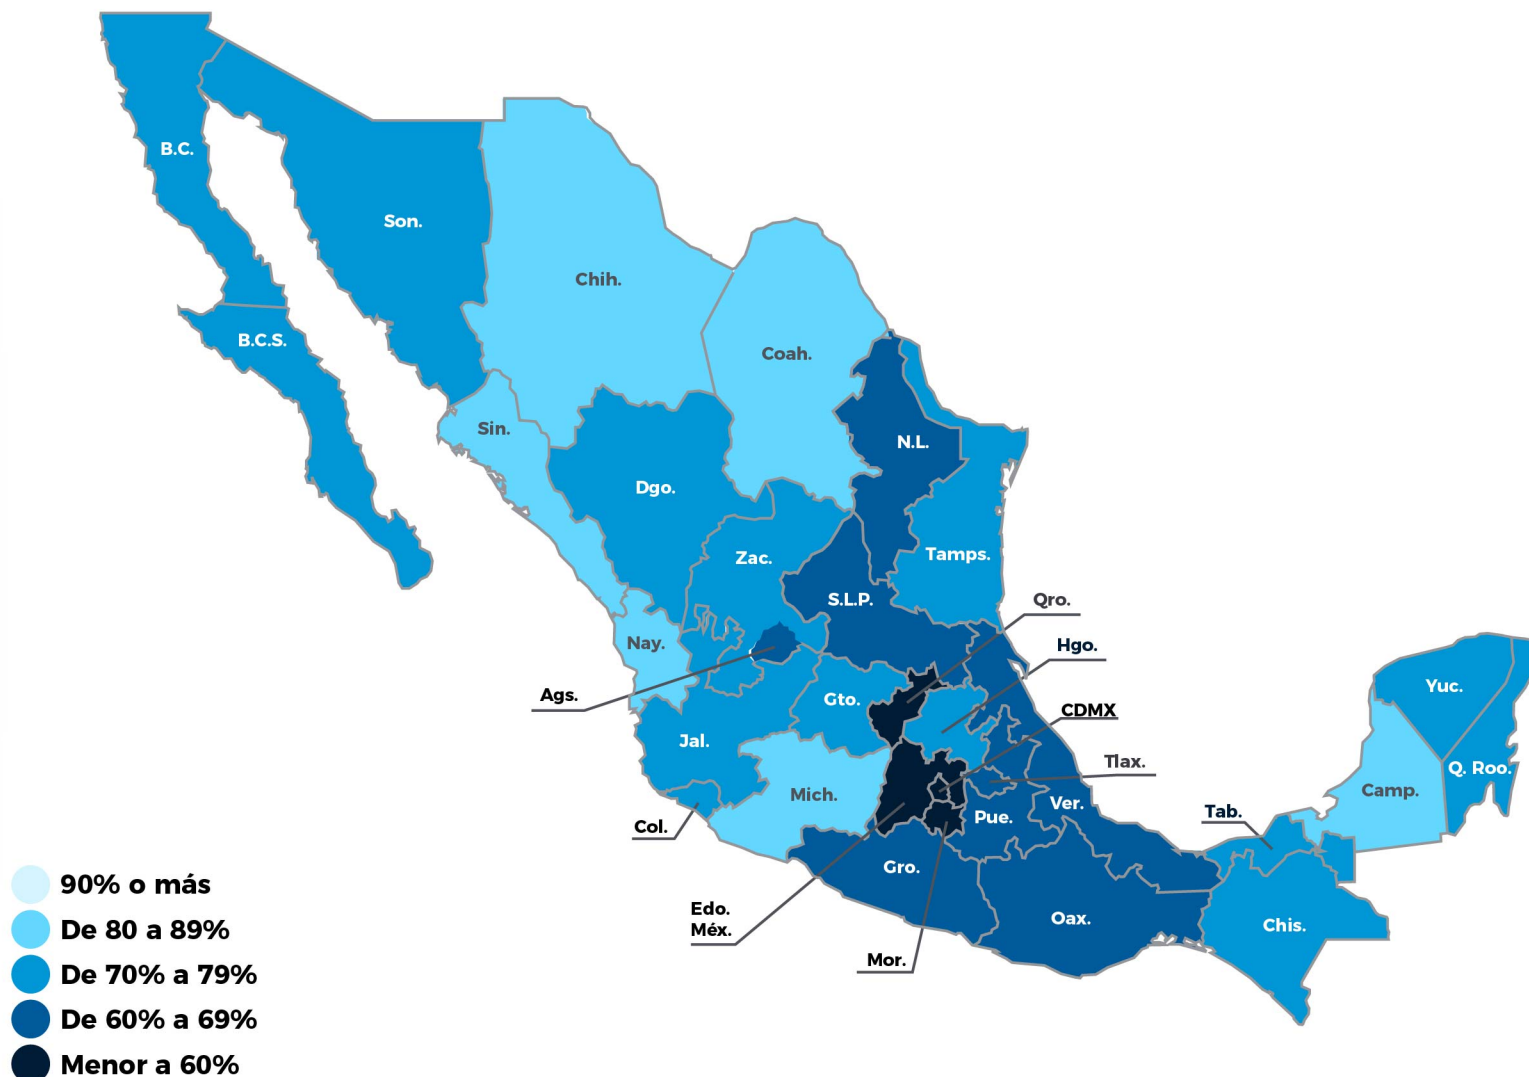 B.C.
Son.
Chih.
B.C.S.
Coah.
Sin.
N.L.
Dgo.
Zac.
Tamps.
S.L.P.
Qro.
Nay.
Hgo.
Ags.
Gto.
CDMX
Yuc.
Jal.
Tlax.
Q. Roo.
Mich.
Camp.
Ver.
Pue.
Tab.
Col.
Gro.
Edo.
Méx.
Oax.
Chis.
Mor.
90% o más
De 80 a 89%
De 70% a 79%
De 60% a 69%
Menor a 60%